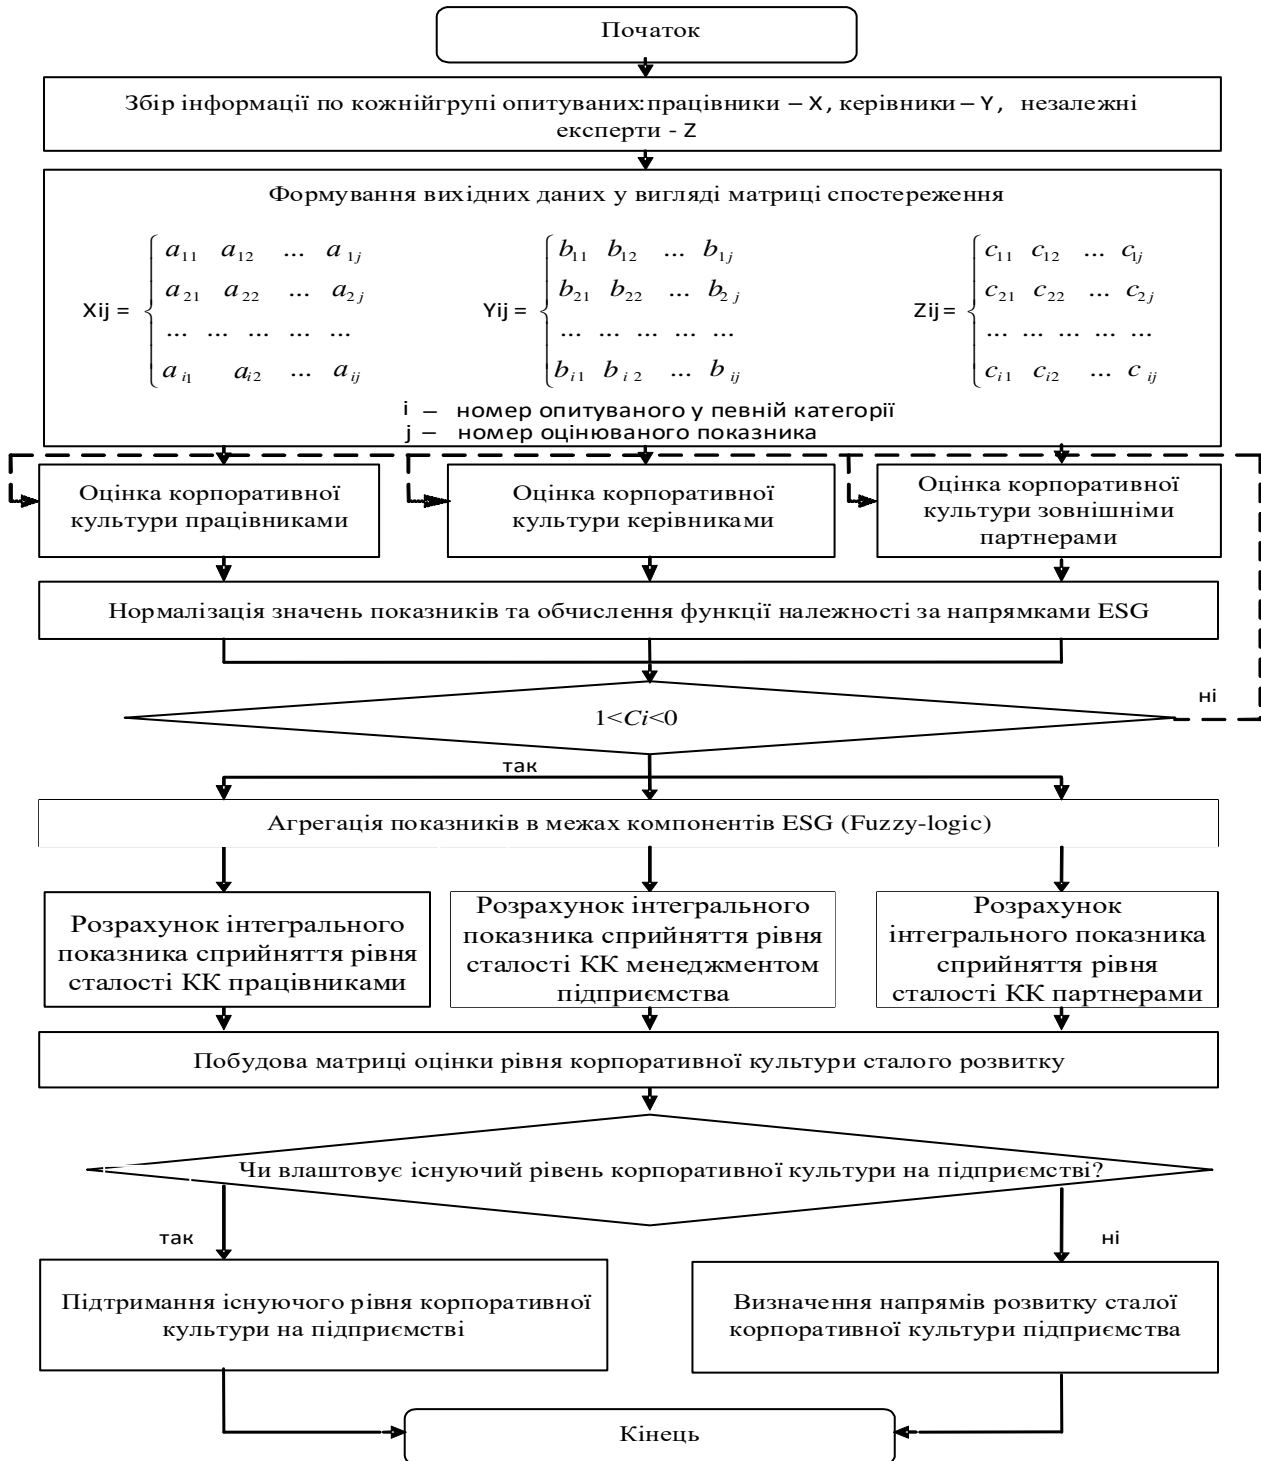 Початок
Збір інформації по кожнійгрупі опитуваних:працівники – X, керівники – Y, незалежні
експерти - Z
Формування вихідних даних у вигляді матриці спостереження
a11 a12 ... a1j
a21 a22 ... a2j
Xij =
... ... ... ... ...
ai1 ai2 ... aij
b11 b12 ... b1j
b21 b22 ... b2j
Yij =
... ... ... ... ...
bi1 bi2 ... bij
c11 c12 ... c1j
c21 c22 ... c2j
Zij =
... ... ... ... ...
ci1 ci2 ... cij
i – номер опитуваного у певній категорії
j – номер оцінюваного показника
Оцінка корпоративної
культури працівниками
Оцінка корпоративної
культури керівниками
Оцінка корпоративної
культури зовнішніми
партнерами
Нормалізація значень показників та обчислення функції належності за напрямками ESG
ні
1<Ci<0
так
Агрегація показників в межах компонентів ESG (Fuzzy-logic)
Розрахунок інтегрального
показника сприйняття рівня
сталості КК працівниками
Розрахунок інтегрального
показника сприйняття рівня
сталості КК менеджментом
підприємства
Розрахунок
інтегрального показника
сприйняття рівня
сталості КК партнерами
Побудова матриці оцінки рівня корпоративної культури сталого розвитку
Чи влаштовує існуючий рівень корпоративної культури на підприємстві?
так
ні
Підтримання існуючого рівня корпоративної
культури на підприємстві
Визначення напрямів розвитку сталої
корпоративної культури підприємства
Кінець